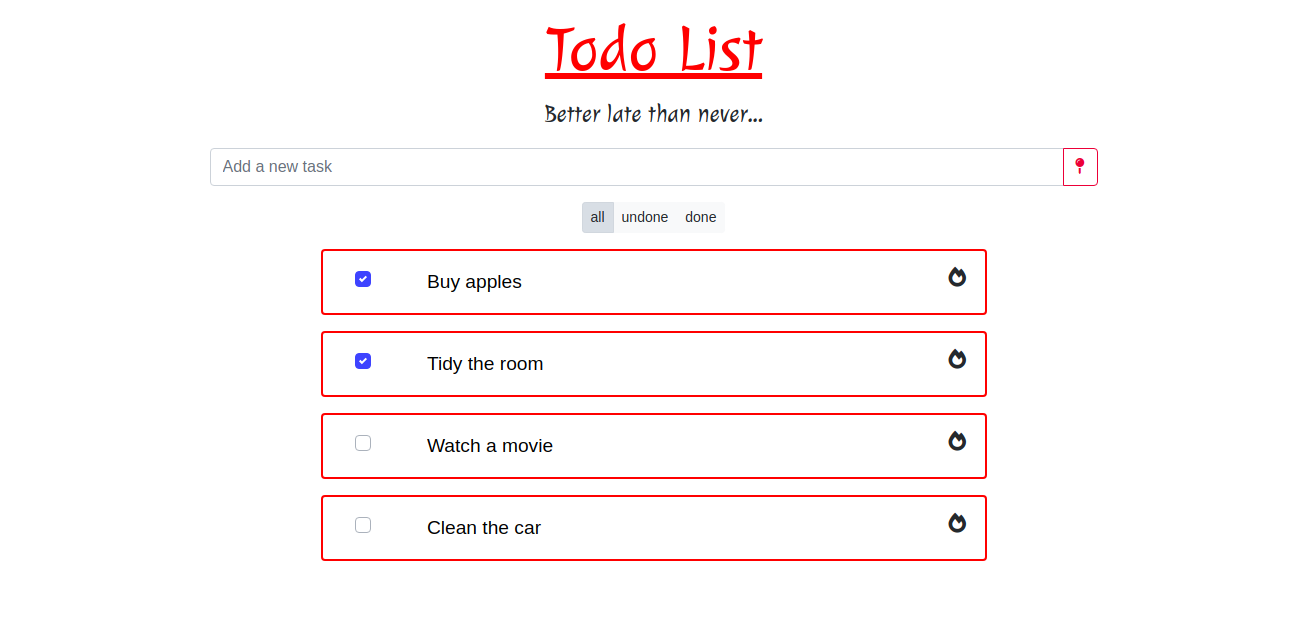 Todo List
Better late than never...
Add a new task
all undone done
Buy apples
Tidy the room
Watch a movie
Clean the car